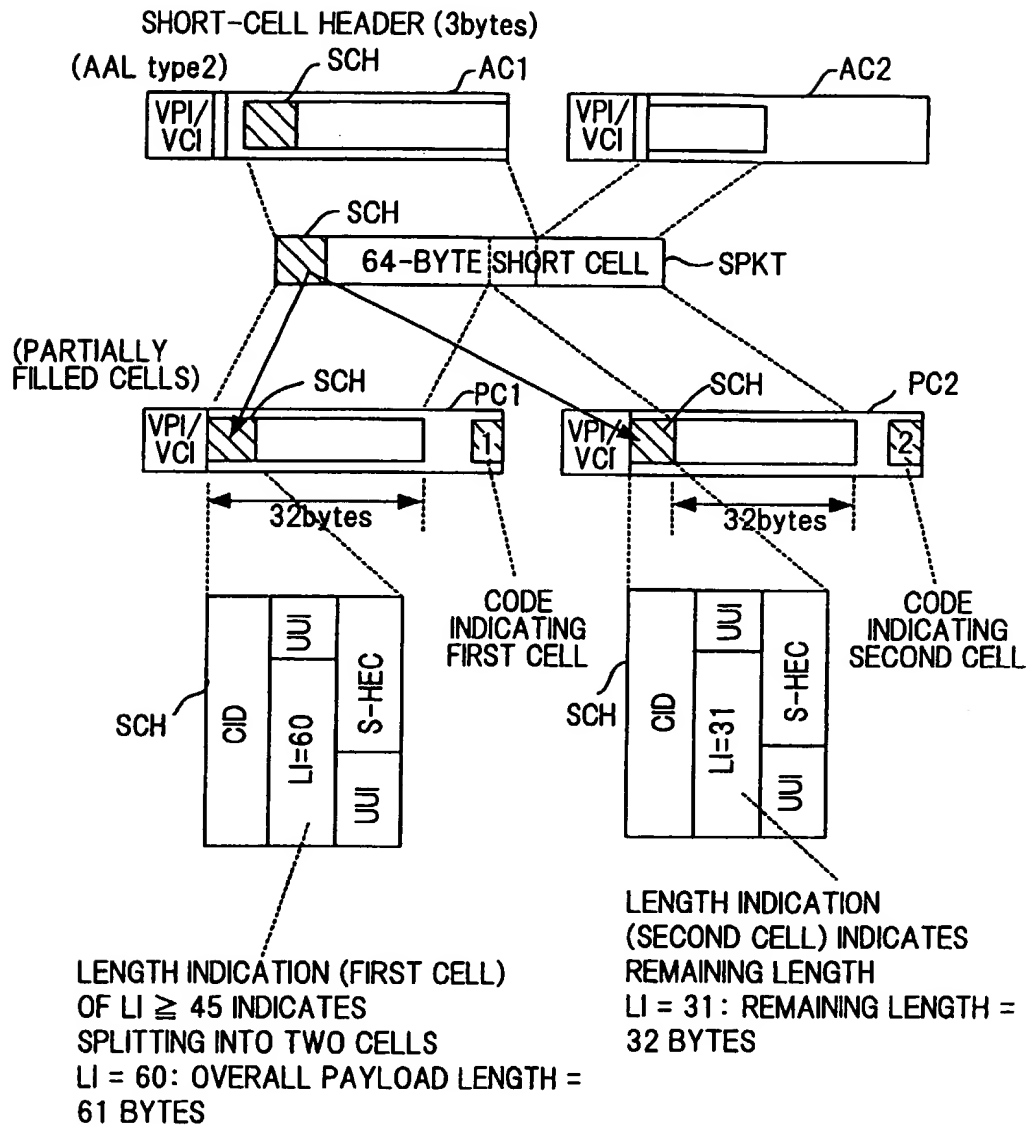 SHORT-CELL HEADER (3bytes)
(AAL type2)
SCH
AC1
AC2
VPI/
VCI
VPI/
VCI
SCH
64-BYTE SHORT CELL
SPKT
(PARTIALLY
FILLED CELLS)
SCH
PC1
SCH
PC2
VPI/
VCI
1
VPI/
VCI
2
32bytes
32bytes
CODE
INDICATING
FIRST CELL
CODE
INDICATING
SECOND CELL
SCH
CID
UUI
LI=60
S-HEC
UUI
SCH
CID
UUI
LI=31
S-HEC
UUI
LENGTH INDICATION (FIRST CELL)
OF LI ≧ 45 INDICATES
SPLITTING INTO TWO CELLS
LI = 60: OVERALL PAYLOAD LENGTH =
61 BYTES
LENGTH INDICATION
(SECOND CELL) INDICATES
REMAINING LENGTH
LI = 31: REMAINING LENGTH =
32 BYTES